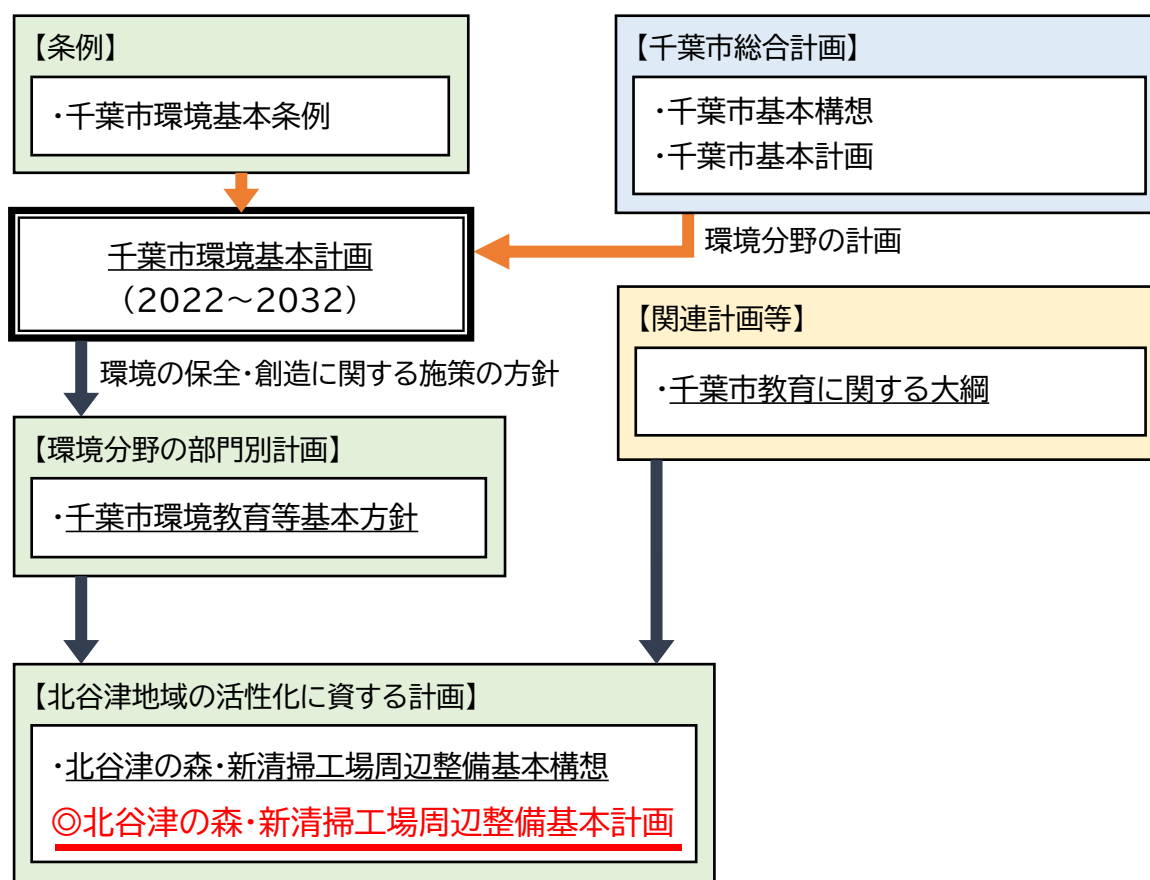 【条例】
・千葉市環境基本条例
【千葉市総合計画】
・千葉市基本構想
・千葉市基本計画
千葉市環境基本計画
（2022～2032）
環境分野の計画
環境の保全・創造に関する施策の方針
【関連計画等】
・千葉市教育に関する大綱
【環境分野の部門別計画】
・千葉市環境教育等基本方針
【北谷津地域の活性化に資する計画】
・北谷津の森・新清掃工場周辺整備基本構想
◎北谷津の森・新清掃工場周辺整備基本計画